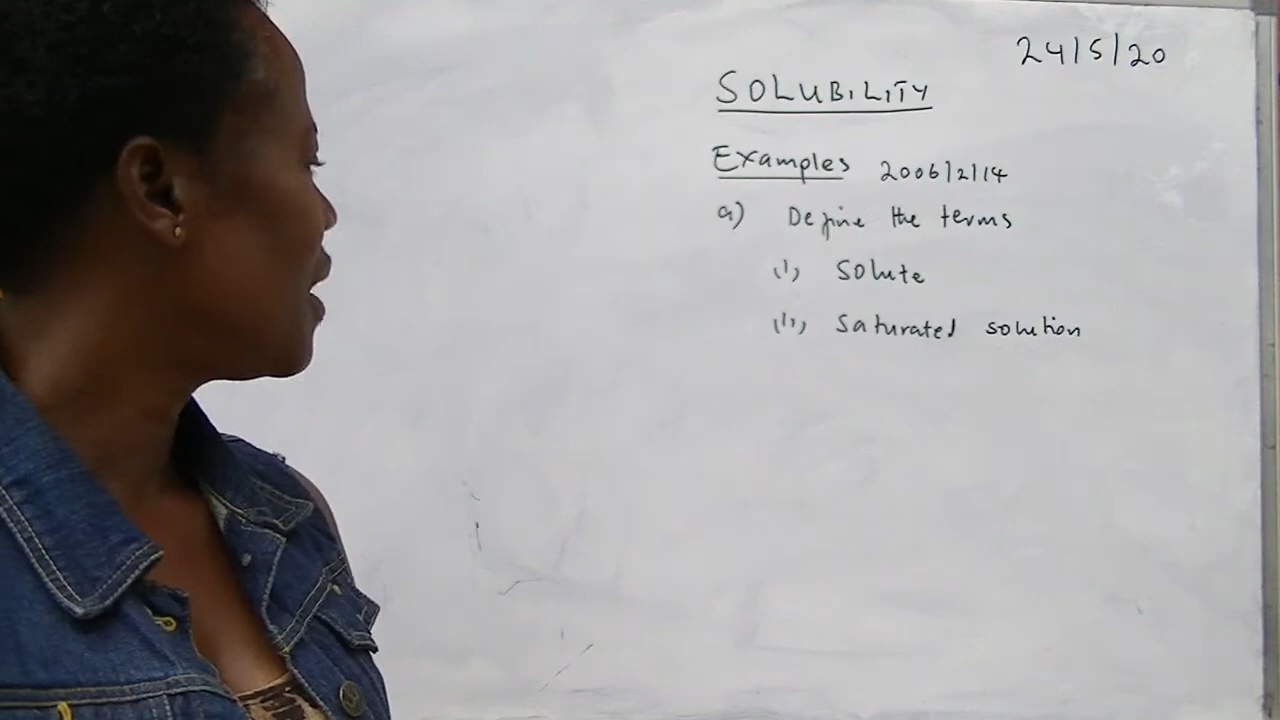 24/5/20
SOLUBILITY
Examples 2006/2/14
a) Define the terms
(i) Solute
(ii) Saturated solution